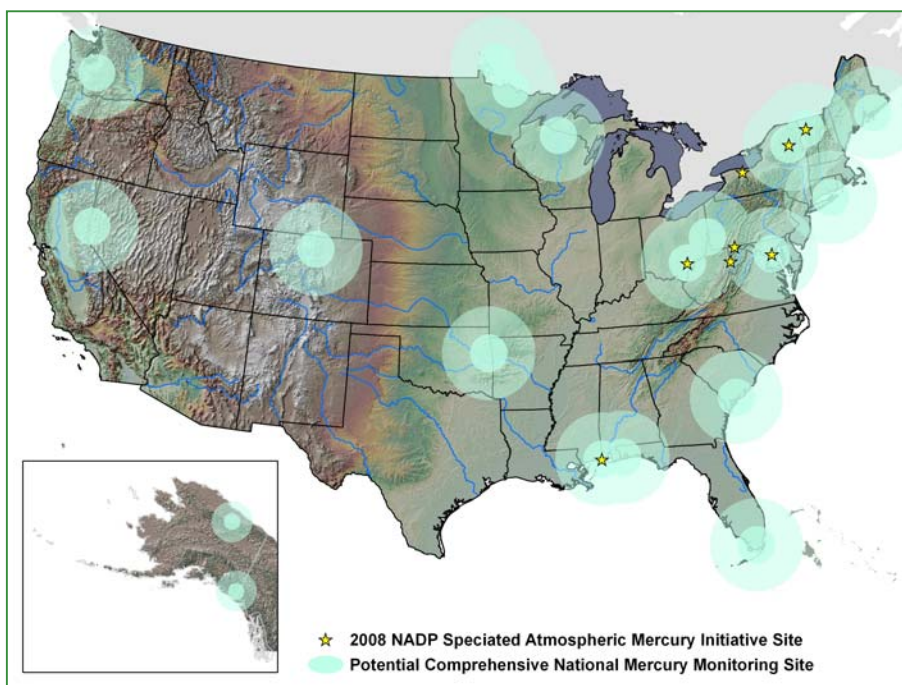 2008 NADP Speciated Atmospheric Mercury Initiative Site
Potential Comprehensive National Mercury Monitoring Site